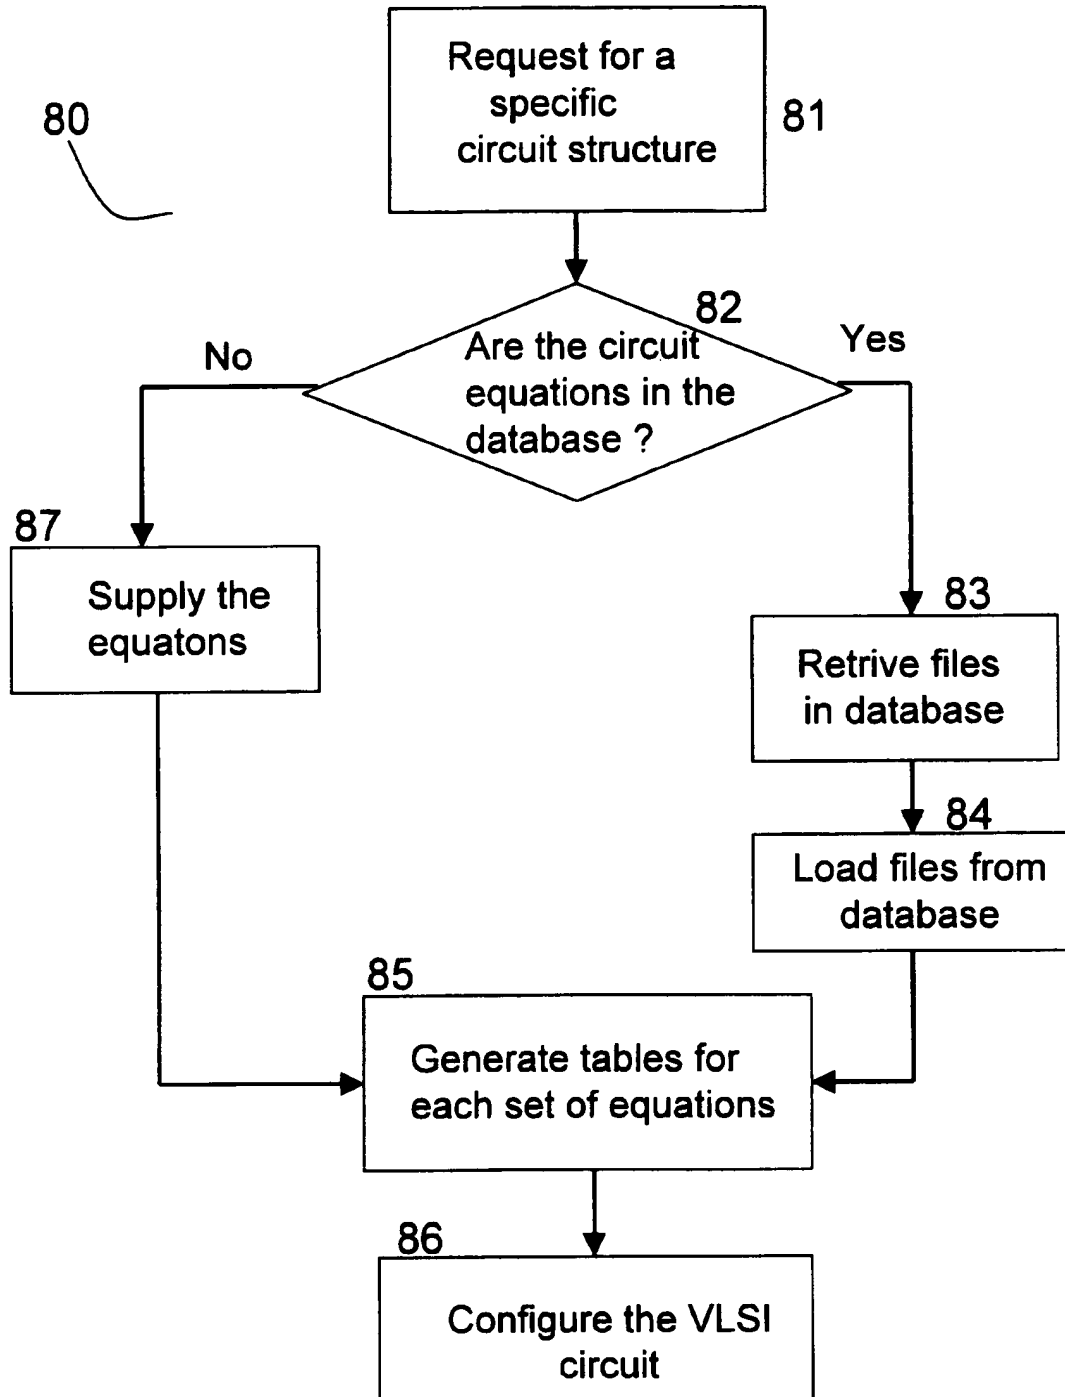 Request for a
specific
circuit structure
81
80
82
No
Are the circuit
equations in the
database ?
Yes
87
Supply the
equatons
83
Retrive files
in database
84
Load files from
database
85
Generate tables for
each set of equations
86
Configure the VLSI
circuit